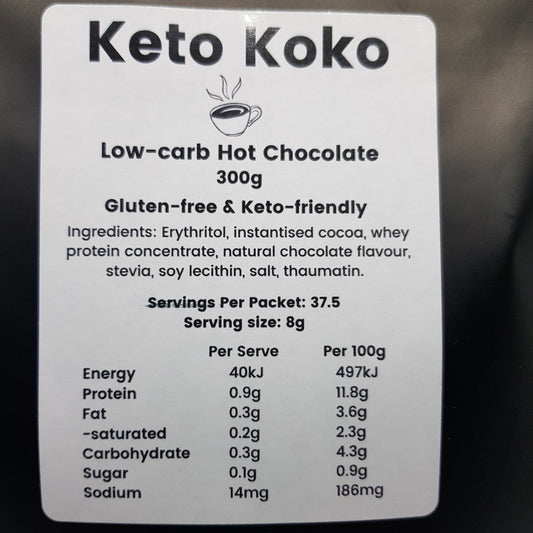 Keto Koko
Low-carb Hot Chocolate
300g
Gluten-free & Keto-friendly
Ingredients: Erythritol, instantised cocoa, whey
protein concentrate, natural chocolate flavour,
stevia, soy lecithin, salt, thaumatin.
Servings Per Packet: 37.5
Serving size: 8g
Per Serve Per 100g
Energy 40kJ 497kJ
Protein 0.9g 11.8g
Fat 0.3g 3.6g
-saturated 0.2g 2.3g
Carbohydrate 0.3g 4.3g
Sugar 0.1g 0.9g
Sodium 14mg 186mg